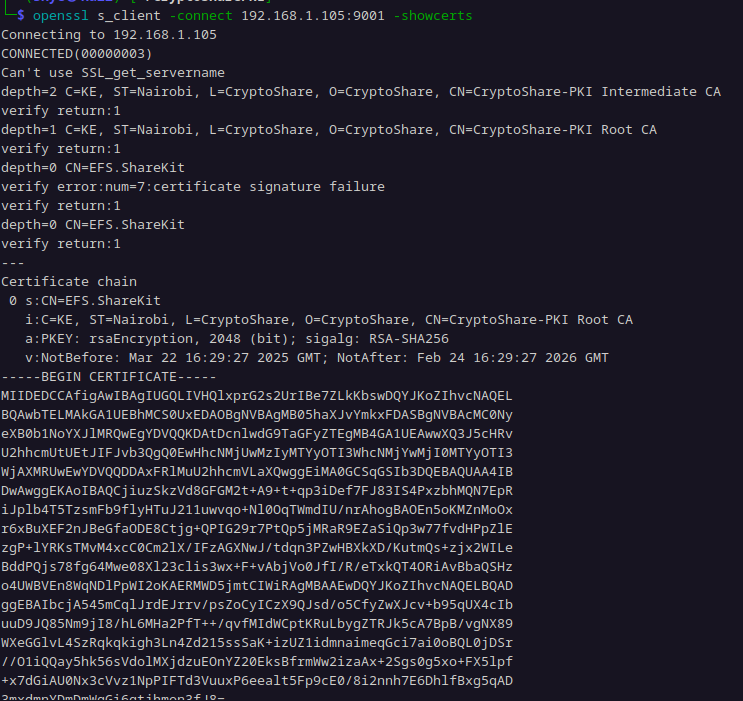 $ openssl s_client -connect 192.168.1.105:9001 -showcerts
Connecting to 192.168.1.105
CONNECTED(00000003)
Can't use SSL_get_servername
depth=2 C=KE, ST=Nairobi, L=CryptoShare, O=CryptoShare, CN=CryptoShare-PKI Intermediate CA
verify return:1
depth=1 C=KE, ST=Nairobi, L=CryptoShare, O=CryptoShare, CN=CryptoShare-PKI Root CA
verify return:1
depth=0 CN=EFS.ShareKit
verify error:num=7:certificate signature failure
verify return:1
depth=0 CN=EFS.ShareKit
verify return:1
---
Certificate chain
 0 s:CN=EFS.ShareKit
   i:C=KE, ST=Nairobi, L=CryptoShare, O=CryptoShare, CN=CryptoShare-PKI Root CA
   a:PKEY: rsaEncryption, 2048 (bit); sigalg: RSA-SHA256
   v:NotBefore: Mar 22 16:29:27 2025 GMT; NotAfter: Feb 24 16:29:27 2026 GMT
-----BEGIN CERTIFICATE-----
MIIDEDCCAfigAwIBAgIUGQLIVHQlxprG2s2UrIBe7ZLkKbswDQYJKoZIhvcNAQEL
BQAwbTELMAkGA1UEBhMCS0UxEDAOBgNVBAgMB05haXJvYmkxFDASBgNVBAcMC0Ny
eXB0b1NoYXJlMRQwEgYDVQQKDAtDcnlwdG9TaGFyZTEgMB4GA1UEAwwXQ3J5cHRv
U2hhcmUtUEtJIFJvb3QgQ0EwHhcNMjUwMzIyMTYyOTI3WhcNMjYwMjI0MTYyOTI3
WjAXMRUwEwYDVQQDDAxFRlMuU2hhcmVLaXQwggEiMA0GCSqGSIb3DQEBAQUAA4IB
DwAwggEKAoIBAQCjiuzSkzVd8GFGM2t+A9+t+qp3iDef7FJ83IS4PxzbhMQN7EpR
iJplb4T5TzsmFb9flyHTuJ211uwvqo+Nl0OqTWmdIU/nrAhogBAOEn5oKMZnMoOx
r6xBuXEF2nJBeGfaODE8Ctjg+QPIG29r7PtQp5jMRaR9EZaSiQp3w77fvdHPpZlE
zgP+lYRKsTMvM4xcC0Cm2lX/IFzAGXNwJ/tdqn3PZwHBXkXD/KutmQs+zjx2WILe
BddPQjs78fg64Mwe08Xl23clis3wx+F+vAbjVo0JfI/R/eTxkQT4ORiAvBbaQSHz
o4UWBVEn8WqNDlPpWI2oKAERMWD5jmtCIWiRAgMBAAEwDQYJKoZIhvcNAQELBQAD
ggEBAIbcjA545mCqlJrdEJrrv/psZoCyICzX9QJsd/o5CfyZwXJcv+b95qUX4cIb
uuD9JQ85Nm9jI8/hL6MHa2PfT++/qvfMIdWCptKRuLbygZTRJk5cA7BpB/vgNX89
WXeGGlvL4SzRqkqkigh3Ln4Zd215ssSaK+izUZ1idmnaimeqGci7ai0oBQL0jDSr
//O1iQQay5hk56sVdolMXjdzuEOnYZ20EksBfrmWw2izaAx+2Sgs0g5xo+FX5lpf
+x7dGiAU0Nx3cVvz1NpPIFTd3VuuxP6eealt5Fp9cE0/8i2nnh7E6DhlfBxg5qAD